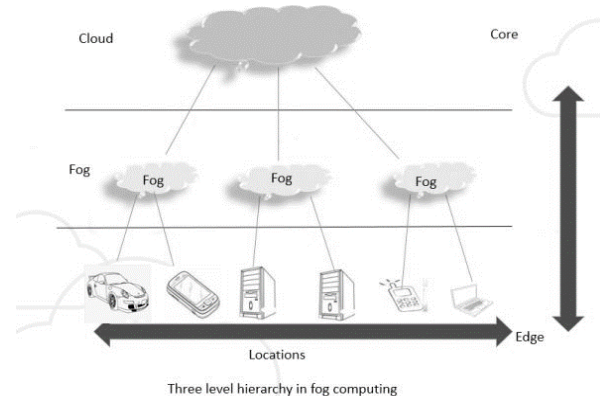 Cloud
Core
Fog
Fog
Fog
Fog
Edge
Locations
Three level hierarchy in fog computing